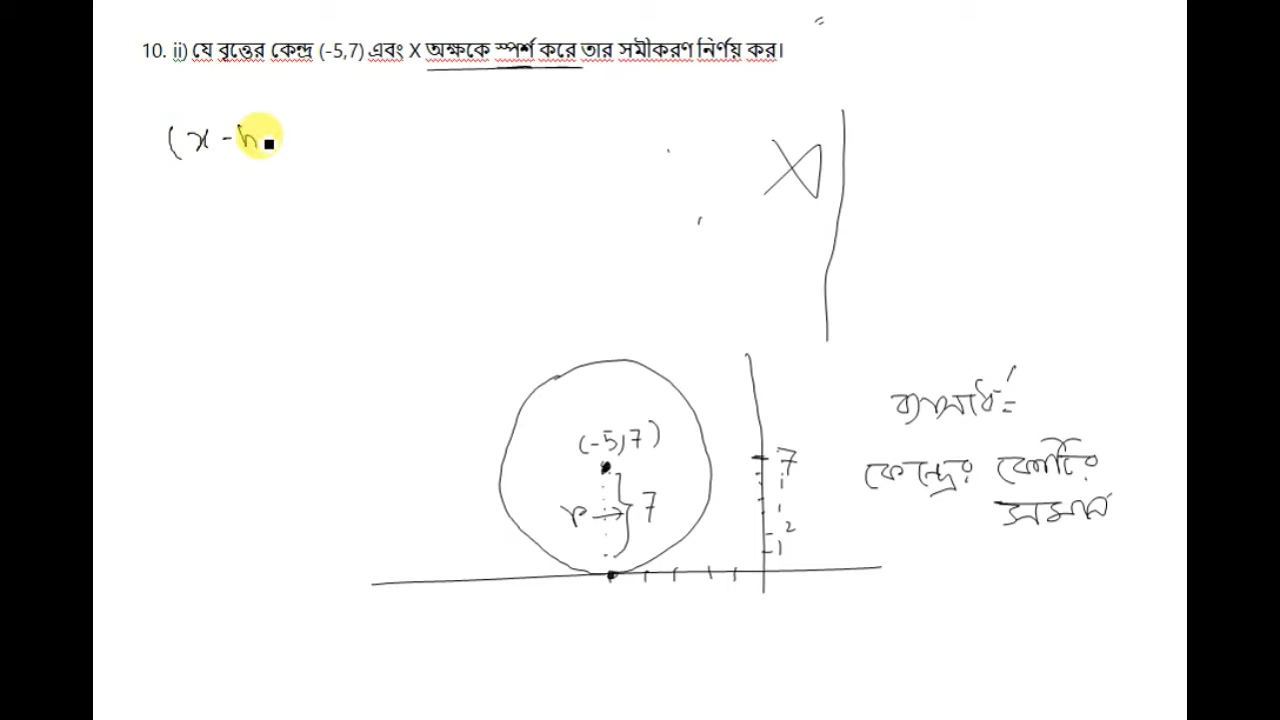 10. ii) যে বৃত্তের কেন্দ্র (-5,7) এবং X অক্ষকে স্পর্শ করে তার সমীকরণ নির্ণয় কর।
(x - h
ব্যাসার্ধ =
(-5, 7)
7
কেন্দ্রের কোটির
r → 7
সমান
2
1